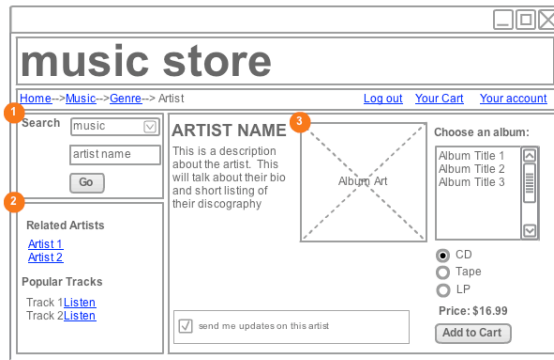 music store
Home-->Music-->Genre--> Artist
Log out Your Cart Your account
1
Search
music
artist name
Go
2
Related Artists
Artist 1
Artist 2
Popular Tracks
Track 1Listen
Track 2Listen
ARTIST NAME
This is a description
about the artist. This
will talk about their bio
and short listing of
their discography
3
Album Art
Choose an album:
Album Title 1
Album Title 2
Album Title 3
CD
Tape
LP
Price: $16.99
Add to Cart
send me updates on this artist